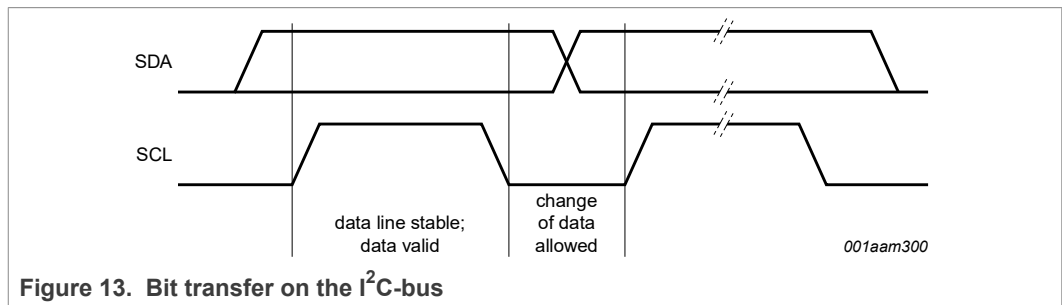 SDA
SCL
data line stable;
data valid
change
of data
allowed
001aam300
Figure 13. Bit transfer on the I²C-bus